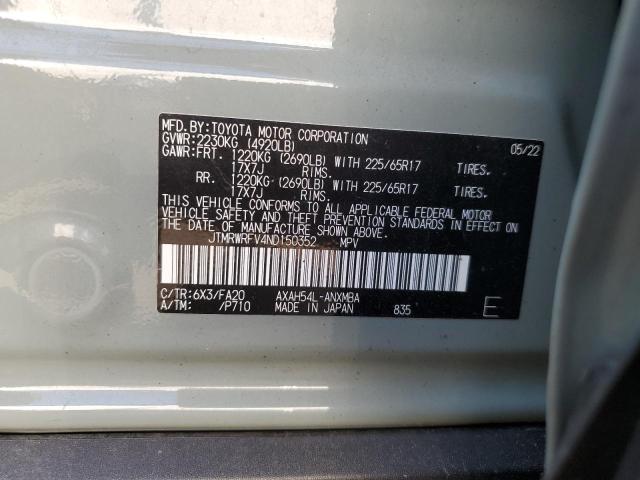 MFD.BY:TOYOTA MOTOR CORPORATION 05/22
GVWR:2230KG (4920LB)
GAWR:FRT. 1220KG (2690LB) WITH 225/65R17 TIRES.
17X7J RIMS.
RR. 1220KG (2690LB) WITH 225/65R17 TIRES.
17X7J RIMS.
THIS VEHICLE CONFORMS TO ALL APPLICABLE FEDERAL MOTOR
VEHICLE SAFETY AND THEFT PREVENTION STANDARDS IN EFFECT ON
THE DATE OF MANUFACTURE SHOWN ABOVE.
JTMRWRFV4ND150352 MPV
C/TR:6X3/FA20 AXAH54L-ANXMBA
A/TM: /P710 MADE IN JAPAN 835 E